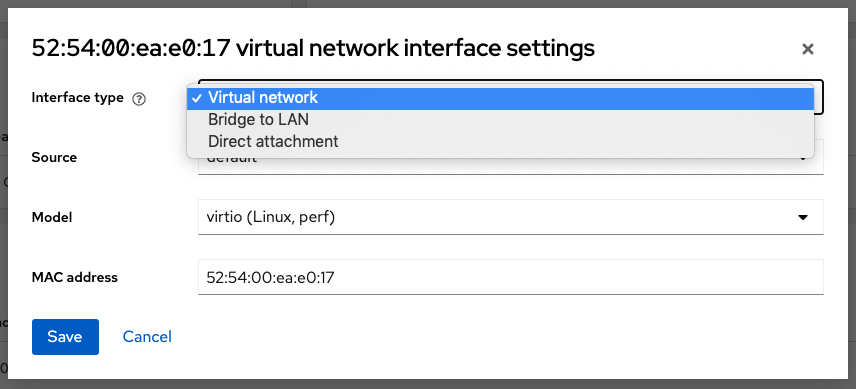 52:54:00:ea:e0:17 virtual network interface settings
Interface type
✓ Virtual network
Bridge to LAN
Direct attachment
Source default
Model virtio (Linux, perf)
MAC address 52:54:00:ea:e0:17
Save Cancel